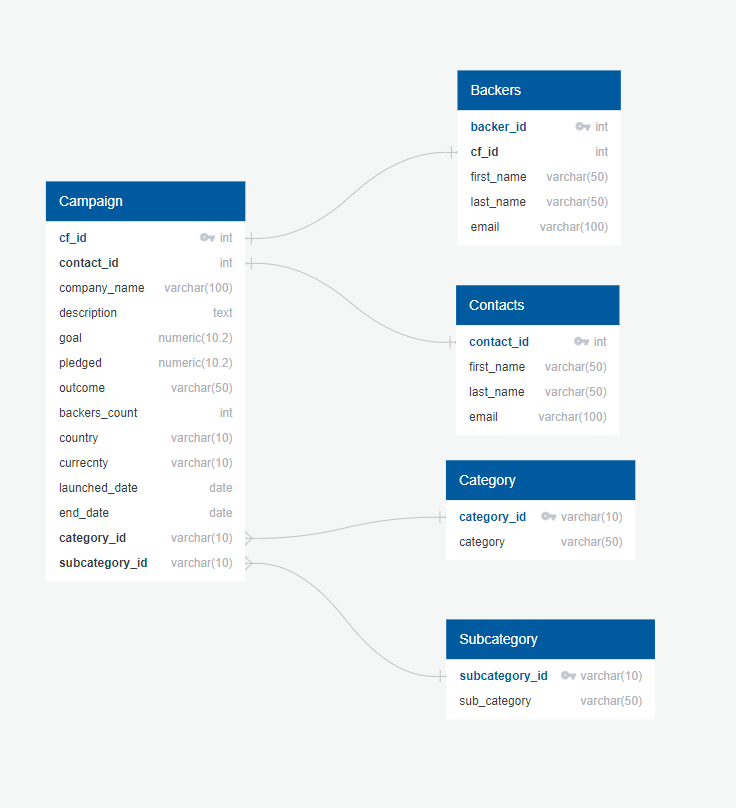 Campaign
cf_id int
contact_id int
company_name varchar(100)
description text
goal numeric(10.2)
pledged numeric(10.2)
outcome varchar(50)
backers_count int
country varchar(10)
currecnty varchar(10)
launched_date date
end_date date
category_id varchar(10)
subcategory_id varchar(10)
Backers
backer_id int
cf_id int
first_name varchar(50)
last_name varchar(50)
email varchar(100)
Contacts
contact_id int
first_name varchar(50)
last_name varchar(50)
email varchar(100)
Category
category_id varchar(10)
category varchar(50)
Subcategory
subcategory_id varchar(10)
sub_category varchar(50)